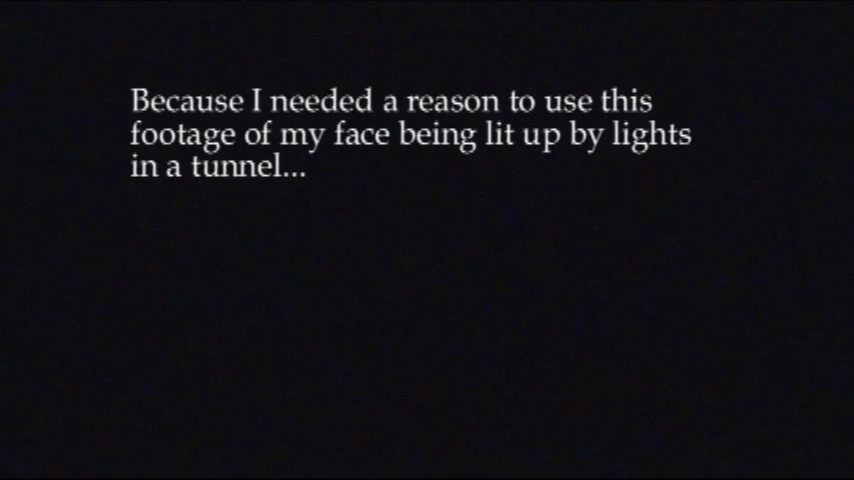 Because I needed a reason to use this
footage of my face being lit up by lights
in a tunnel...